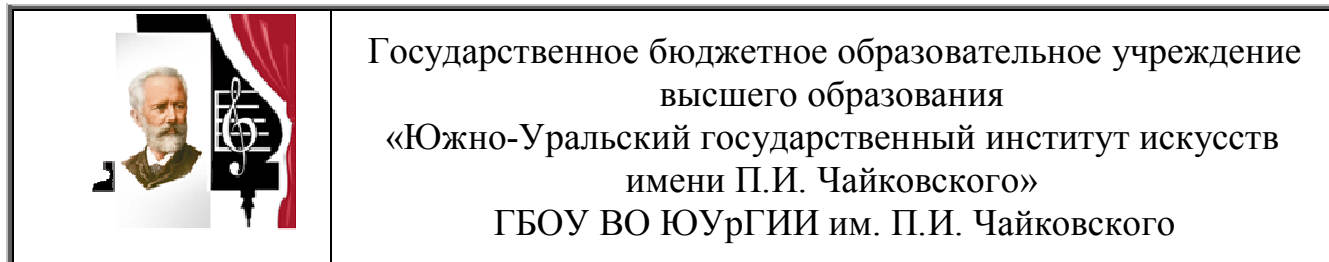 Государственное бюджетное образовательное учреждение
высшего образования
«Южно-Уральский государственный институт искусств
имени П.И. Чайковского»
ГБОУ ВО ЮУрГИИ им. П.И. Чайковского